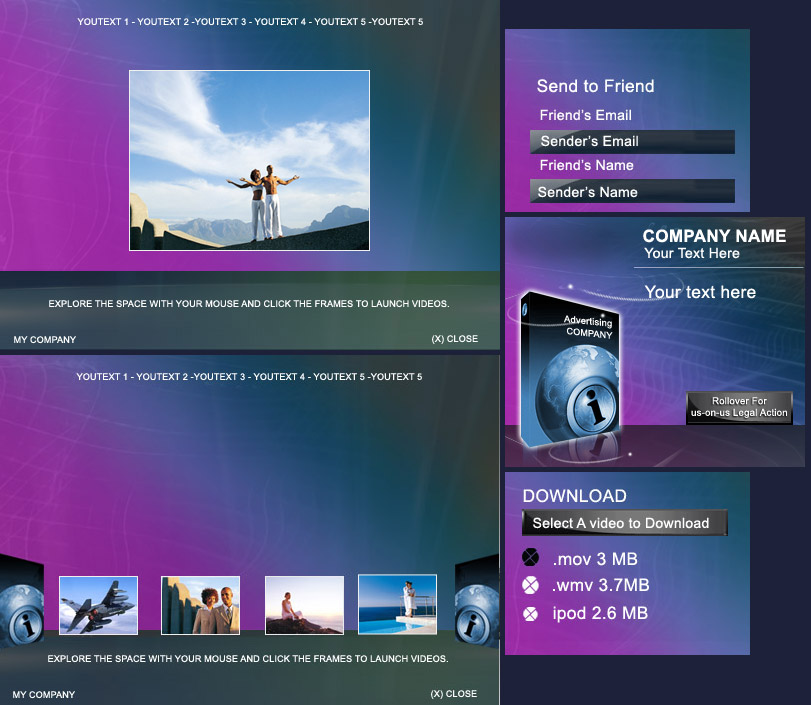 YOUTEXT 1 - YOUTEXT 2 -YOUTEXT 3 - YOUTEXT 4 - YOUTEXT 5 -YOUTEXT 5
EXPLORE THE SPACE WITH YOUR MOUSE AND CLICK THE FRAMES TO LAUNCH VIDEOS.
MY COMPANY
(X) CLOSE
YOUTEXT 1 - YOUTEXT 2 -YOUTEXT 3 - YOUTEXT 4 - YOUTEXT 5 -YOUTEXT 5
i
i
EXPLORE THE SPACE WITH YOUR MOUSE AND CLICK THE FRAMES TO LAUNCH VIDEOS.
MY COMPANY
(X) CLOSE
Send to Friend
Friend's Email
Sender's Email
Friend's Name
Sender's Name
COMPANY NAME
Your Text Here
Your text here
Advertising
COMPANY
i
Rollover For
us-on-us Legal Action
DOWNLOAD
Select A video to Download
.mov 3 MB
.wmv 3.7MB
ipod 2.6 MB